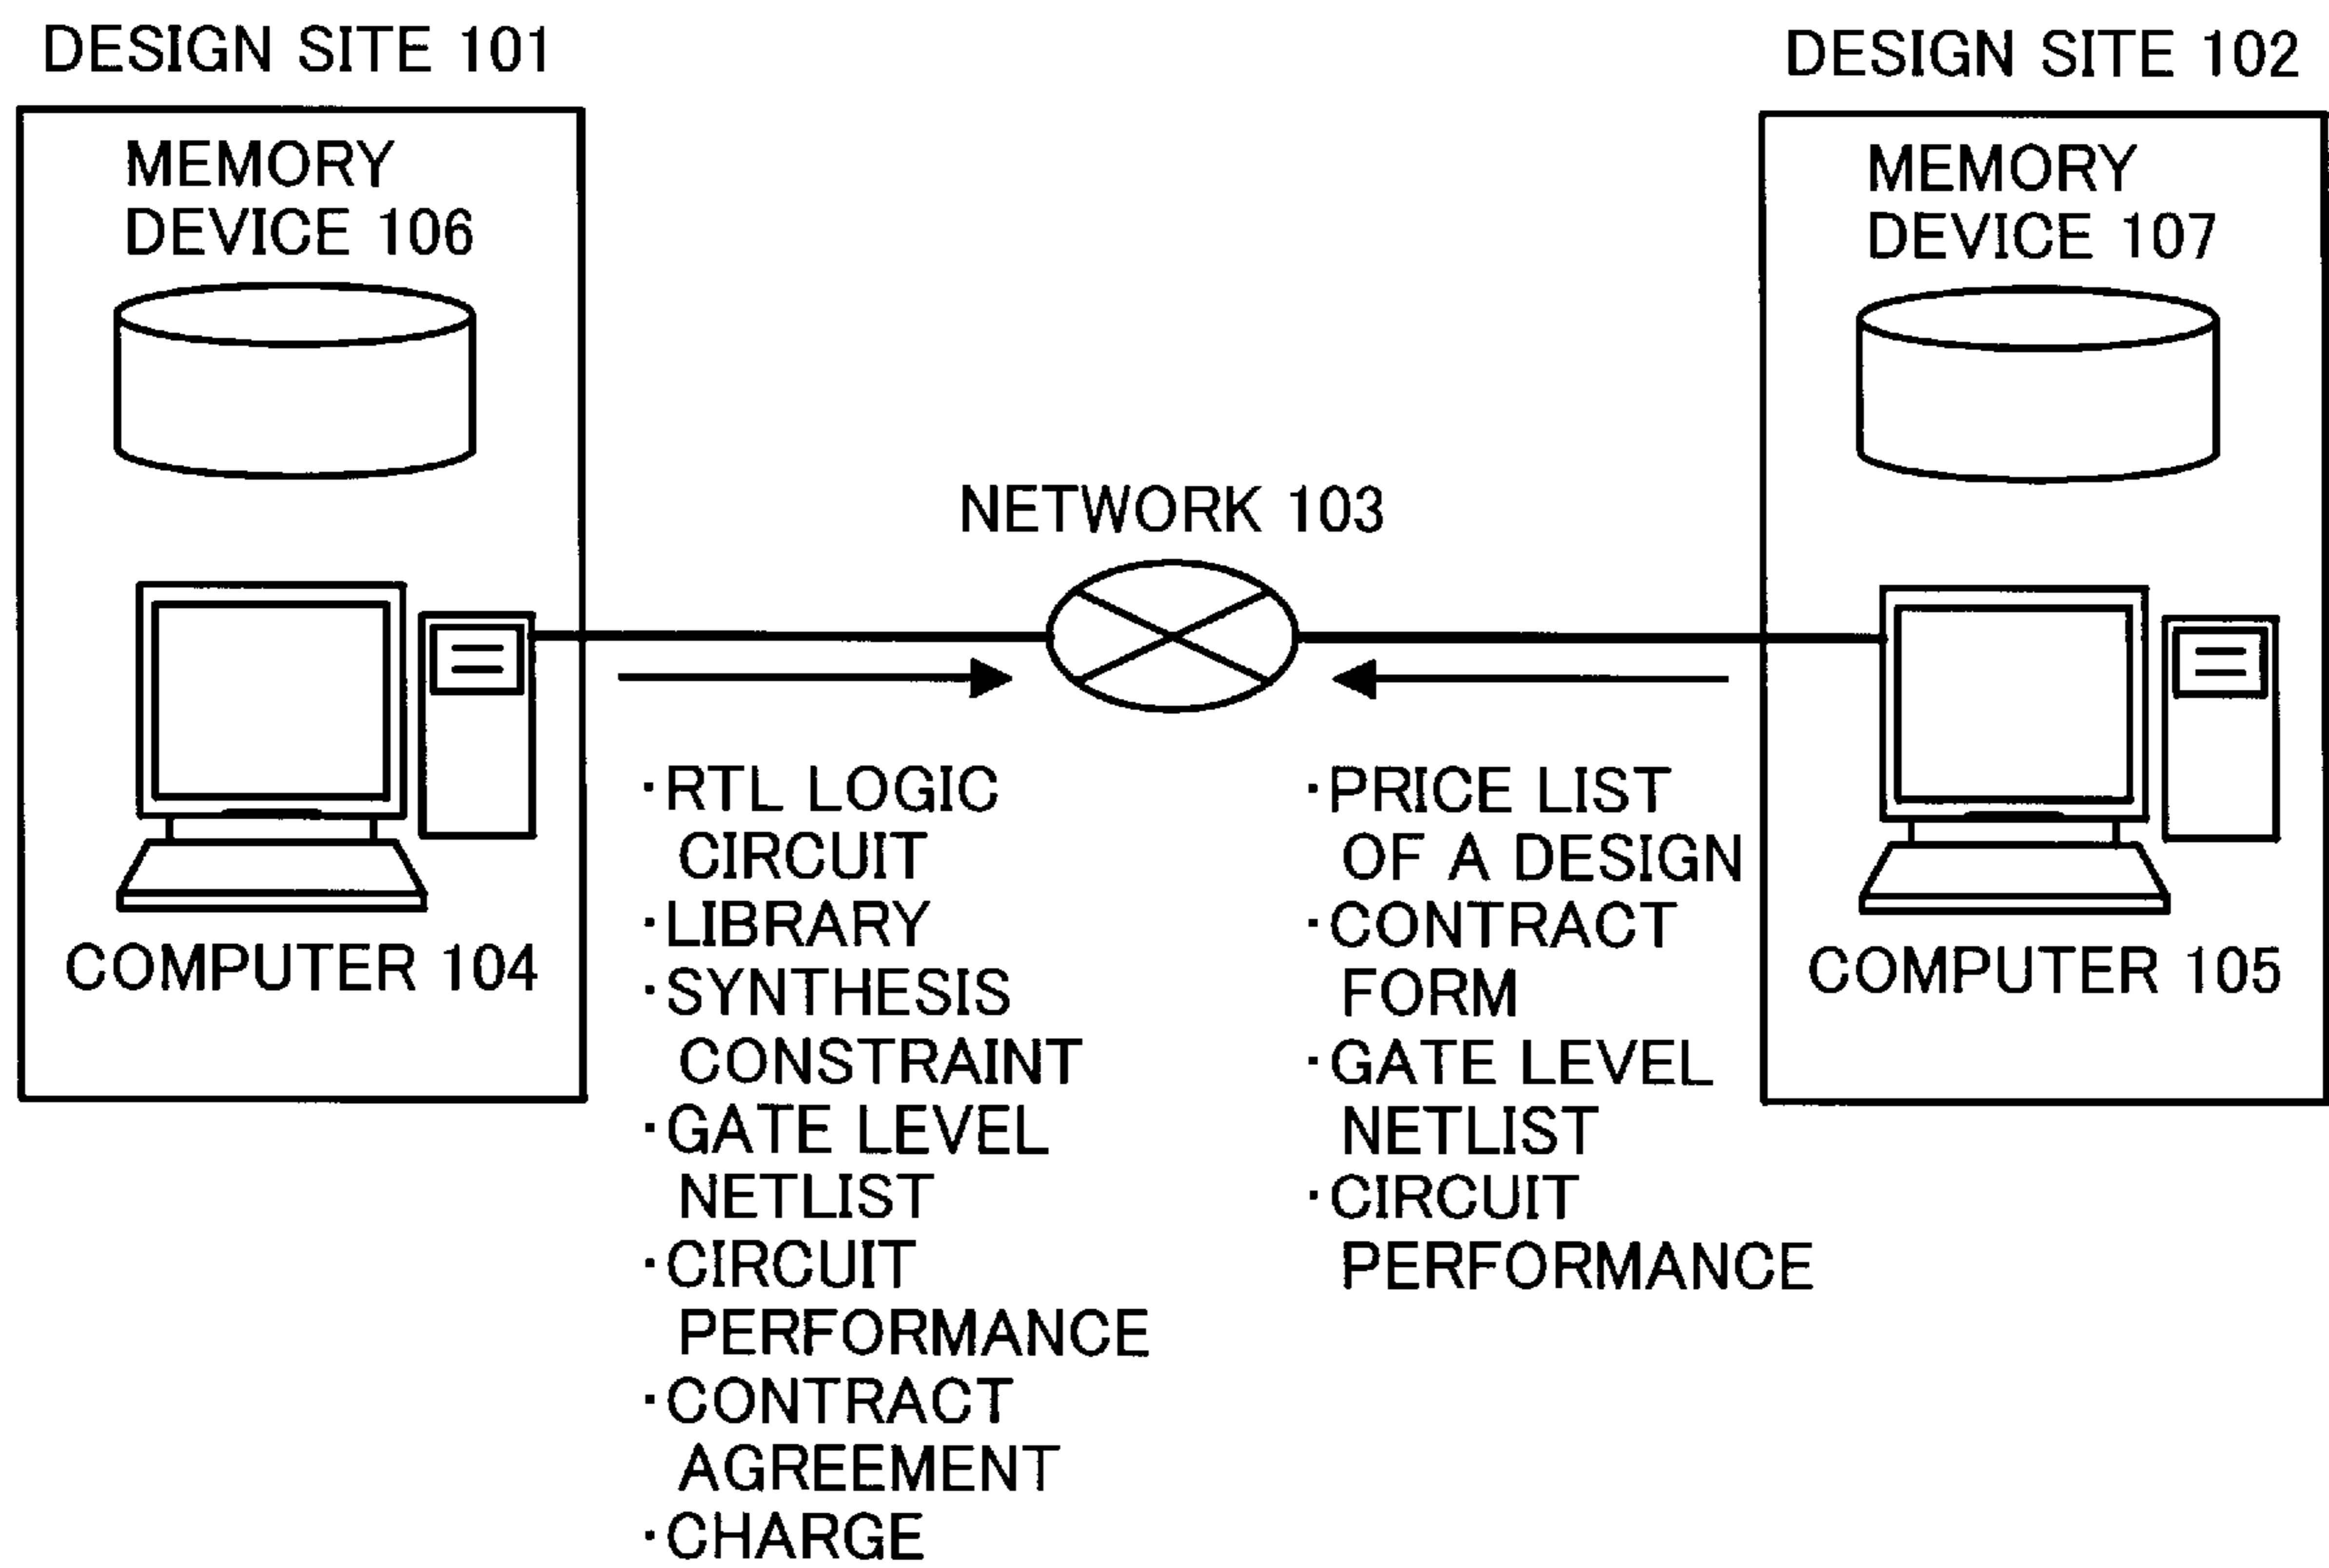 DESIGN SITE 101
MEMORY
DEVICE 106
COMPUTER 104
NETWORK 103
·RTL LOGIC
CIRCUIT
·LIBRARY
·SYNTHESIS
CONSTRAINT
·GATE LEVEL
NETLIST
·CIRCUIT
PERFORMANCE
·CONTRACT
AGREEMENT
·CHARGE
·PRICE LIST
OF A DESIGN
·CONTRACT
FORM
·GATE LEVEL
NETLIST
·CIRCUIT
PERFORMANCE
DESIGN SITE 102
MEMORY
DEVICE 107
COMPUTER 105